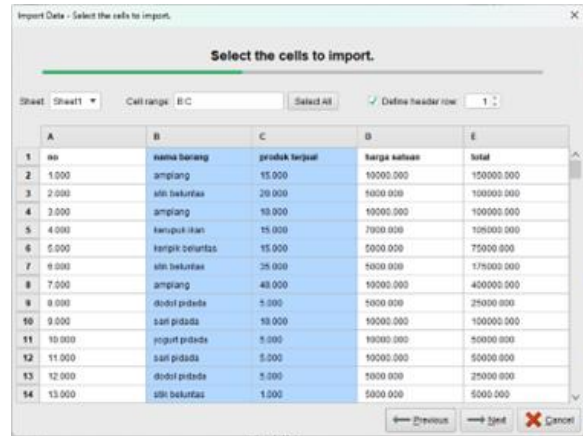 Import Data - Select the cells to import.
Select the cells to import.
Sheet Sheet1 Cell range: B:C Select All Define header row: 1
A B C D E
1 no nama barang produk terjual harga satuan total
2 1.000 amplang 15.000 10000.000 150000.000
3 2.000 stin beluntas 20.000 5000.000 100000.000
4 3.000 amplang 10.000 10000.000 100000.000
5 4.000 kerupuk ikan 15.000 7000.000 105000.000
6 5.000 keripik beluntas 15.000 5000.000 75000.000
7 6.000 stin beluntas 35.000 5000.000 175000.000
8 7.000 amplang 40.000 10000.000 400000.000
9 8.000 dodol pidada 5.000 5000.000 25000.000
10 9.000 sari pidada 10.000 10000.000 100000.000
11 10.000 yogurt pidada 5.000 10000.000 50000.000
12 11.000 sari pidada 5.000 10000.000 50000.000
13 12.000 dodol pidada 5.000 5000.000 25000.000
14 13.000 stin beluntas 1.000 5000.000 5000.000
Previous Next Cancel